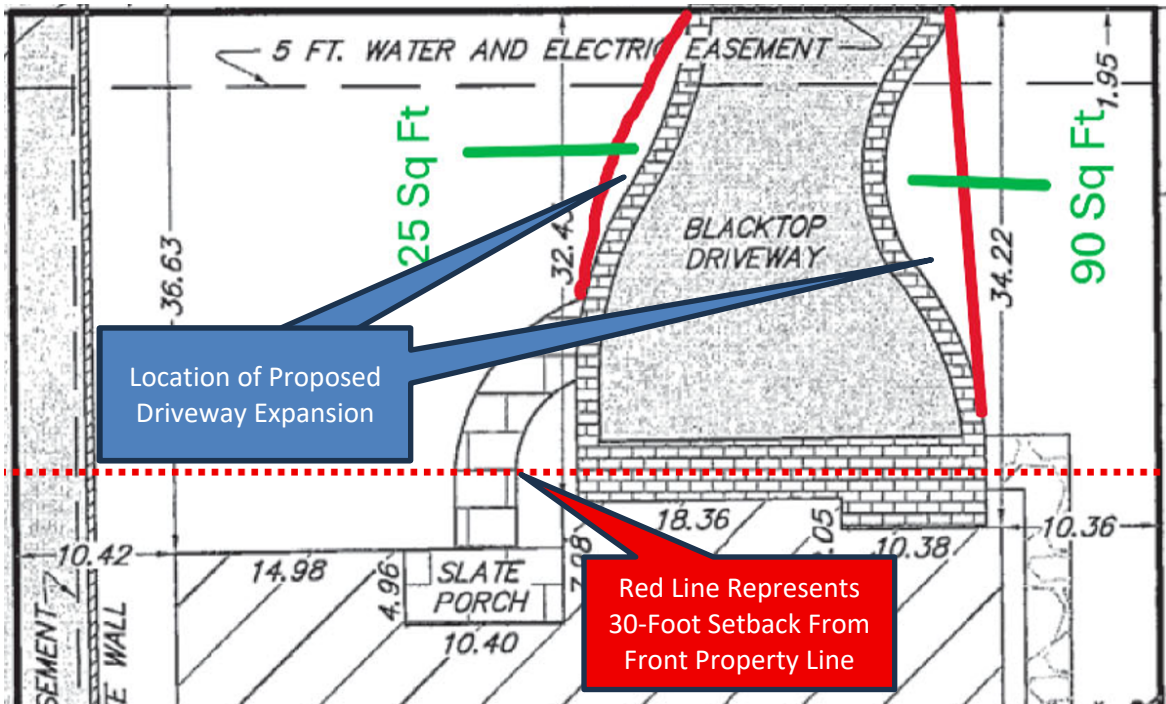 5 FT. WATER AND ELECTRIC EASEMENT
1.95
25 Sq Ft
90 Sq Ft
32.43
BLACKTOP
DRIVEWAY
36.63
34.22
Location of Proposed
Driveway Expansion
18.36
10.36
10.42
14.98
4.96
SLATE
PORCH
10.38
10.40
Red Line Represents
30-Foot Setback From
Front Property Line